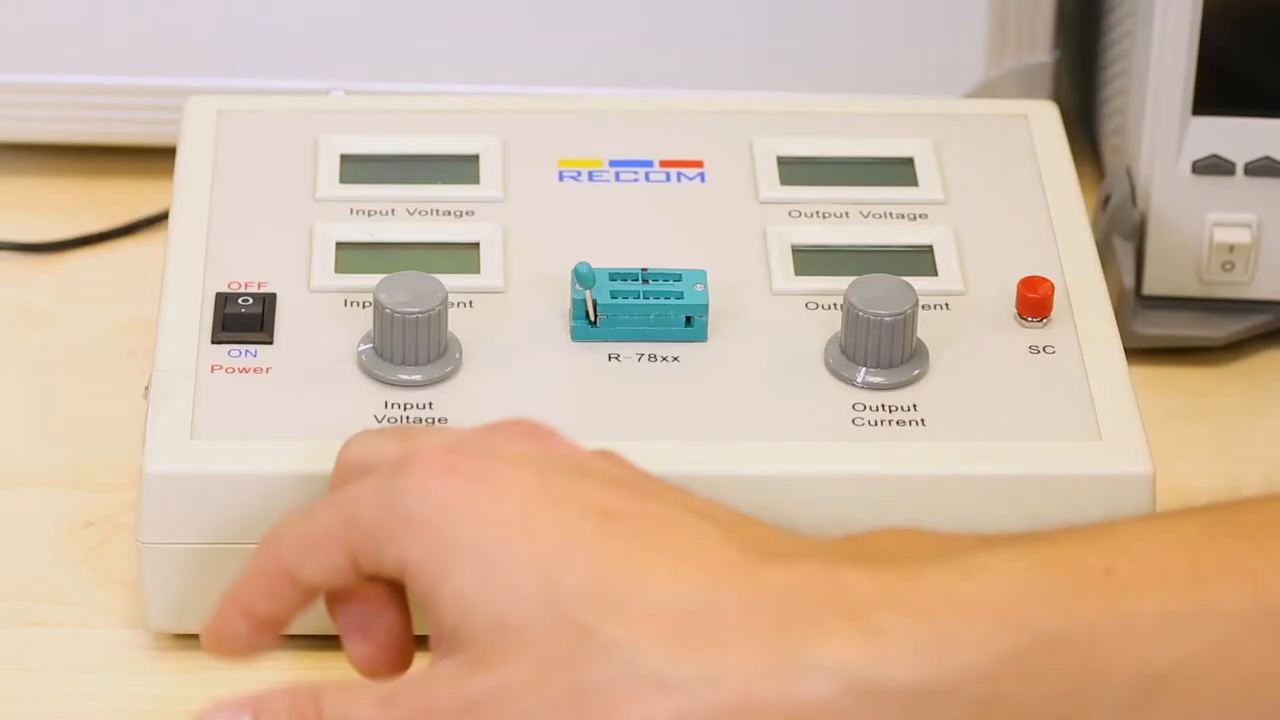 RECOM
Input Voltage
Output Voltage
OFF
ON
Power
R-78xx
SC
Input
Voltage
Output
Current